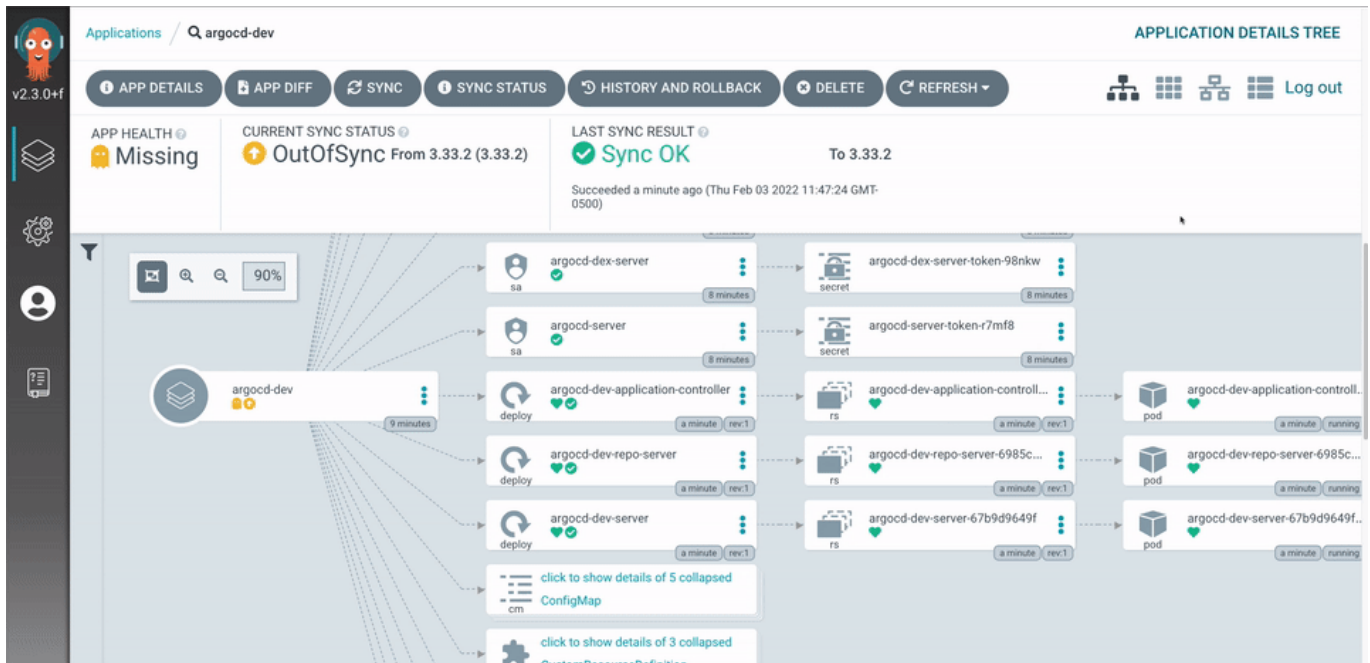 Applications / argocd-dev
APPLICATION DETAILS TREE
v2.3.0+f
APP DETAILS
APP DIFF
SYNC
SYNC STATUS
HISTORY AND ROLLBACK
DELETE
REFRESH
Log out
APP HEALTH
Missing
CURRENT SYNC STATUS
OutOfSync From 3.33.2 (3.33.2)
LAST SYNC RESULT
Sync OK
To 3.33.2
Succeeded a minute ago (Thu Feb 03 2022 11:47:24 GMT-
0500)
90%
argocd-dev
9 minutes
argocd-dex-server
sa
8 minutes
argocd-dex-server-token-98nkw
secret
8 minutes
argocd-server
sa
8 minutes
argocd-server-token-r7mf8
secret
8 minutes
argocd-dev-application-controller
deploy
a minute rev:1
argocd-dev-application-controll...
rs
a minute rev:1
argocd-dev-application-controll..
pod
a minute running
argocd-dev-repo-server
deploy
a minute rev:1
argocd-dev-repo-server-6985c...
rs
a minute rev:1
argocd-dev-repo-server-6985c...
pod
a minute running
argocd-dev-server
deploy
a minute rev:1
argocd-dev-server-67b9d9649f
rs
a minute rev:1
argocd-dev-server-67b9d9649f..
pod
a minute running
click to show details of 5 collapsed
ConfigMap
cm
click to show details of 3 collapsed